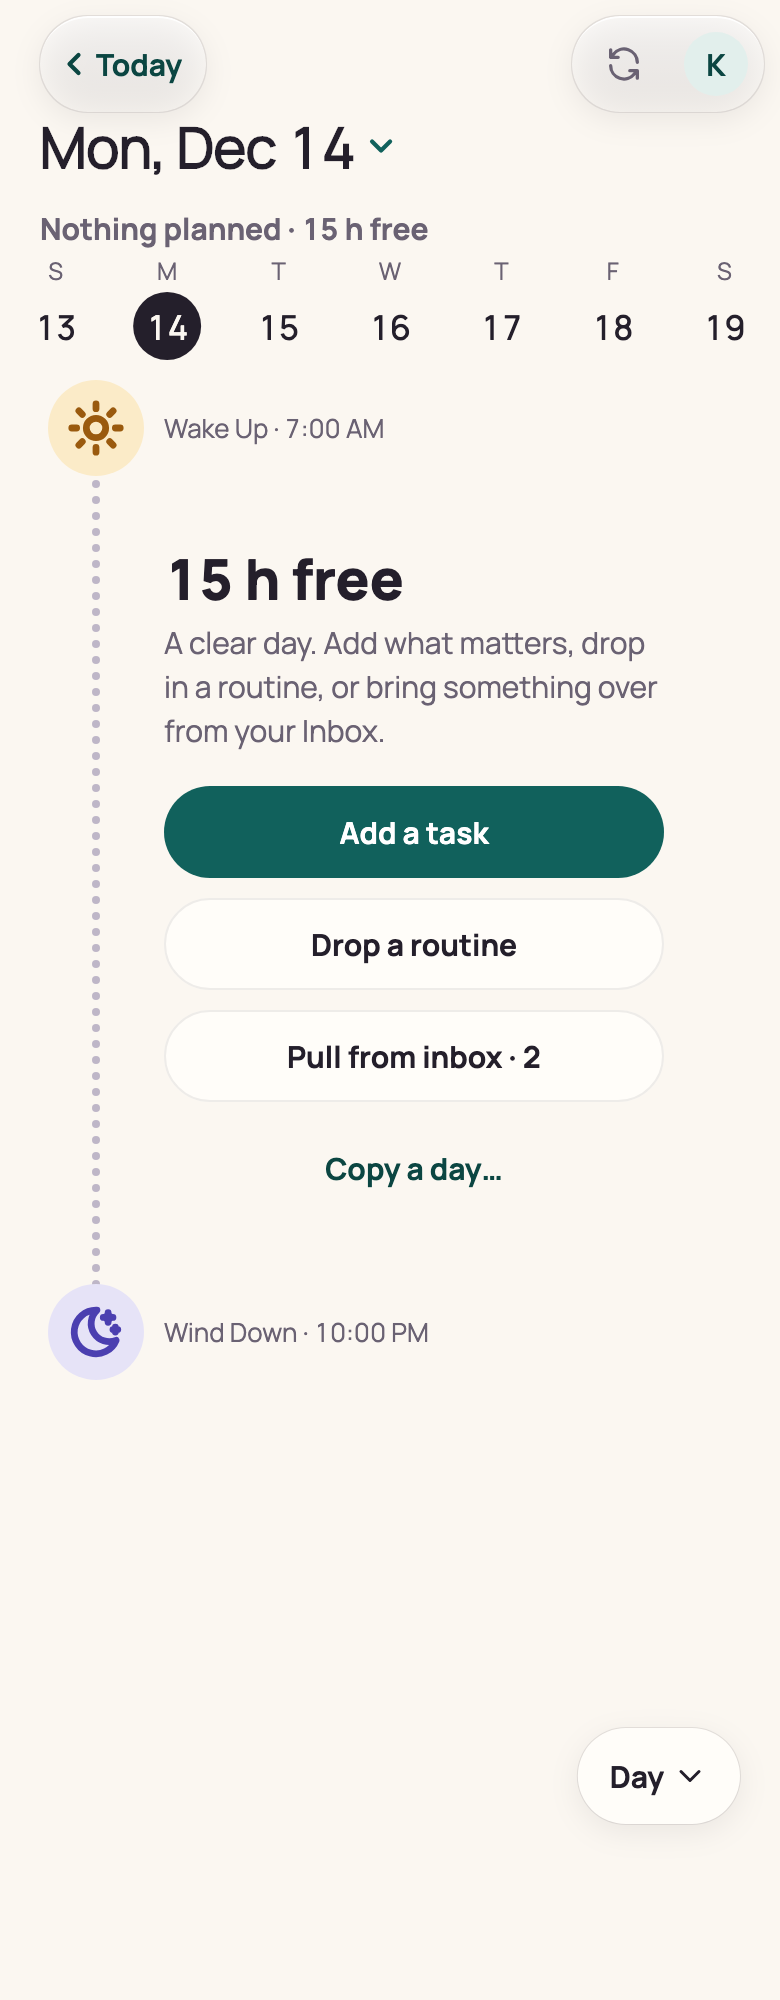 Today
K
Mon, Dec 14
Nothing planned · 15 h free
S M T W T F S
13 14 15 16 17 18 19
Wake Up · 7:00 AM
15 h free
A clear day. Add what matters, drop
in a routine, or bring something over
from your Inbox.
Add a task
Drop a routine
Pull from inbox · 2
Copy a day...
Wind Down · 10:00 PM
Day